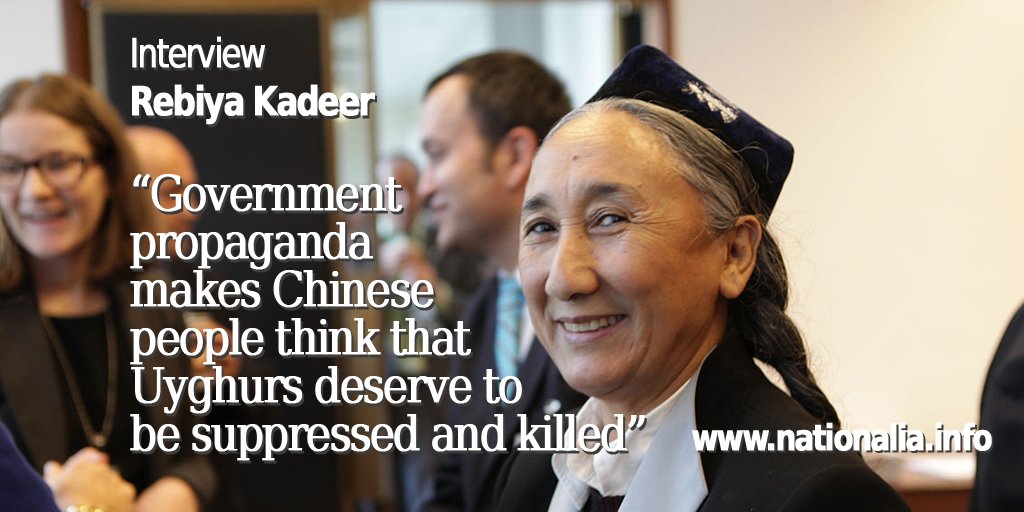 Interview
Rebiya Kadeer
“Government
propaganda
makes Chinese
people think that
Uyghurs deserve to
be suppressed and killed”
www.nationalia.info